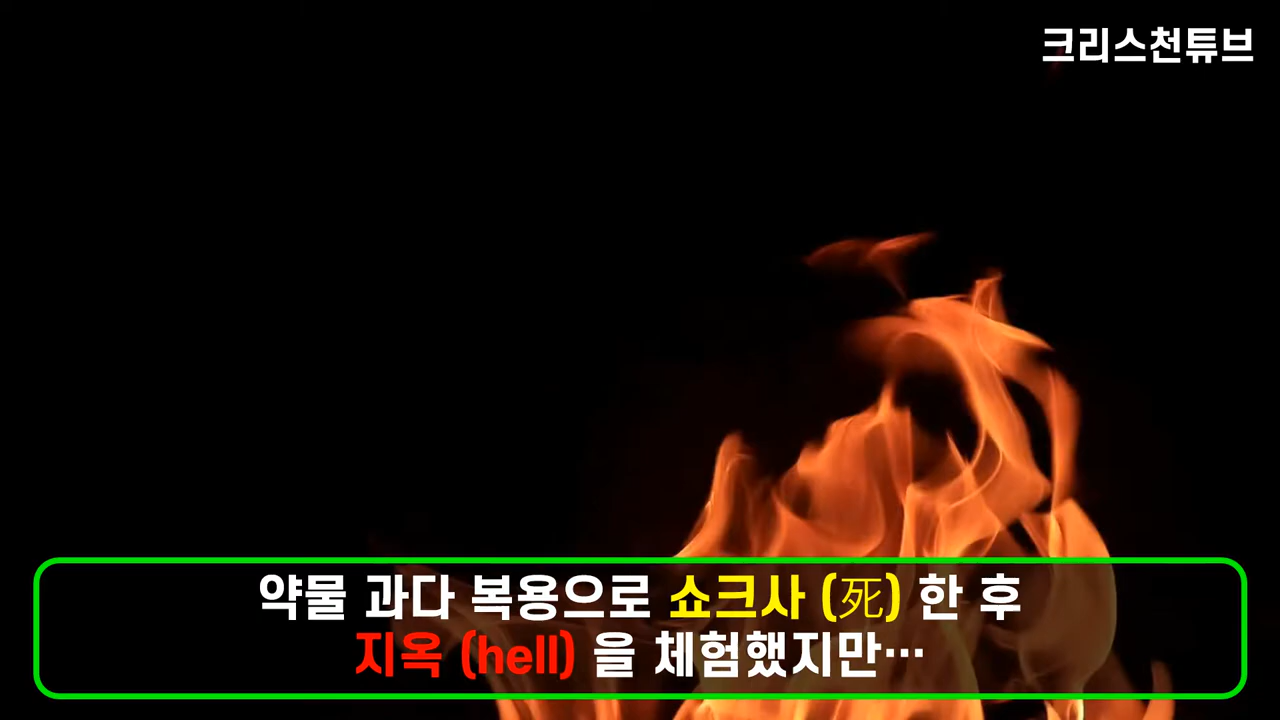 크리스천튜브
약물 과다 복용으로 쇼크사 (死) 한 후
지옥 (hell) 을 체험했지만…